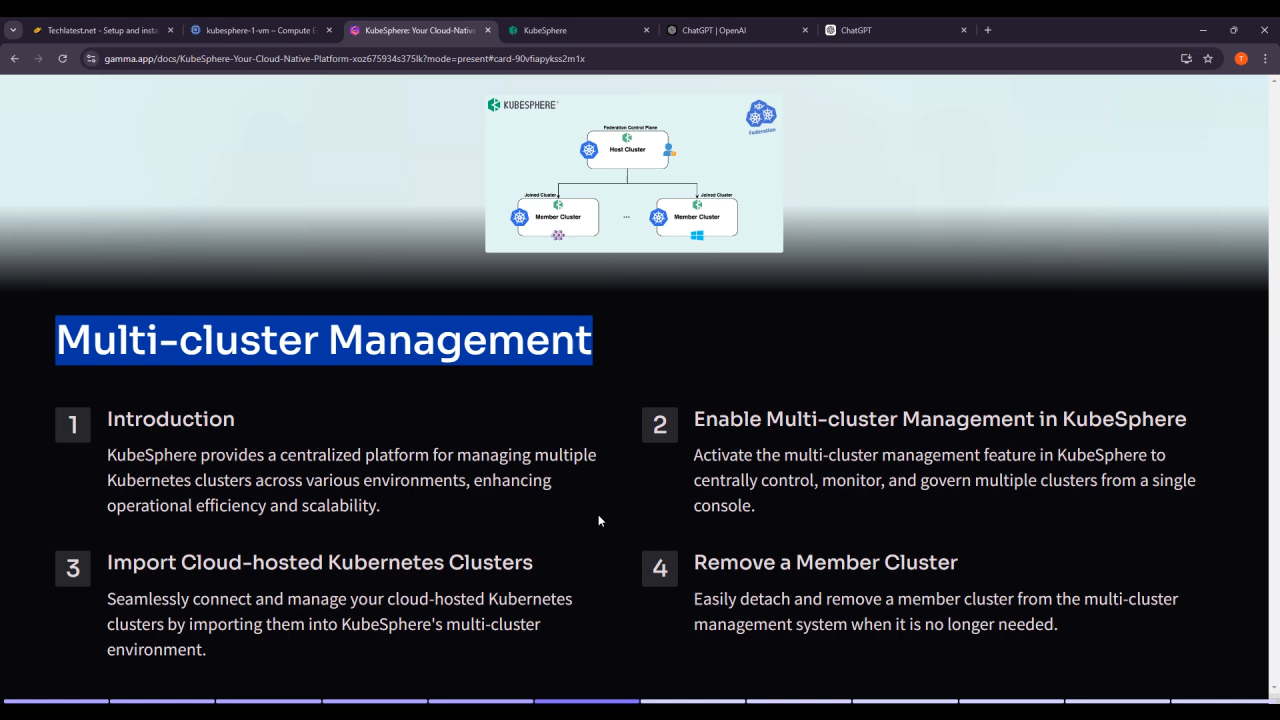 Techlatest.net - Setup and insta
kubesphere-1-vm – Compute E
KubeSphere: Your Cloud-Native
KubeSphere
ChatGPT | OpenAI
ChatGPT
gamma.app/docs/KubeSphere-Your-Cloud-Native-Platform-xoz675934s375lk?mode=present#card-90vfiapykss2m1x
T
KUBESPHERE
Federation
Federation Control Plane
Host Cluster
Joined Cluster
Joined Cluster
Member Cluster
...
Member Cluster
Multi-cluster Management
1
Introduction
KubeSphere provides a centralized platform for managing multiple
Kubernetes clusters across various environments, enhancing
operational efficiency and scalability.
2
Enable Multi-cluster Management in KubeSphere
Activate the multi-cluster management feature in KubeSphere to
centrally control, monitor, and govern multiple clusters from a single
console.
3
Import Cloud-hosted Kubernetes Clusters
Seamlessly connect and manage your cloud-hosted Kubernetes
clusters by importing them into KubeSphere's multi-cluster
environment.
4
Remove a Member Cluster
Easily detach and remove a member cluster from the multi-cluster
management system when it is no longer needed.